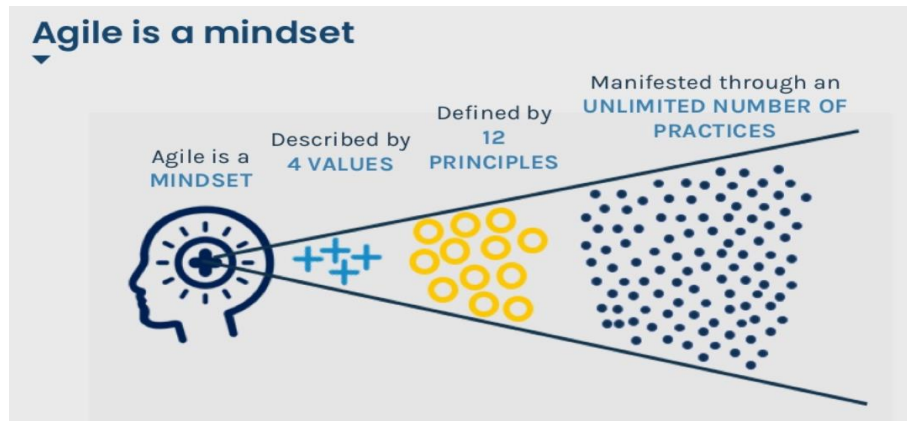 Agile is a mindset
Agile is a
MINDSET
Described by
4 VALUES
Defined by
12
PRINCIPLES
Manifested through an
UNLIMITED NUMBER OF
PRACTICES